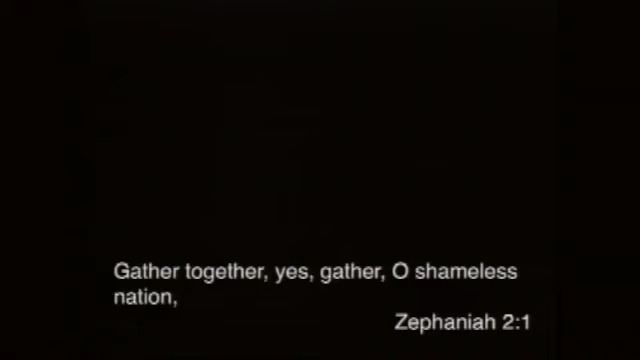 Gather together, yes, gather, O shameless
nation,
Zephaniah 2:1